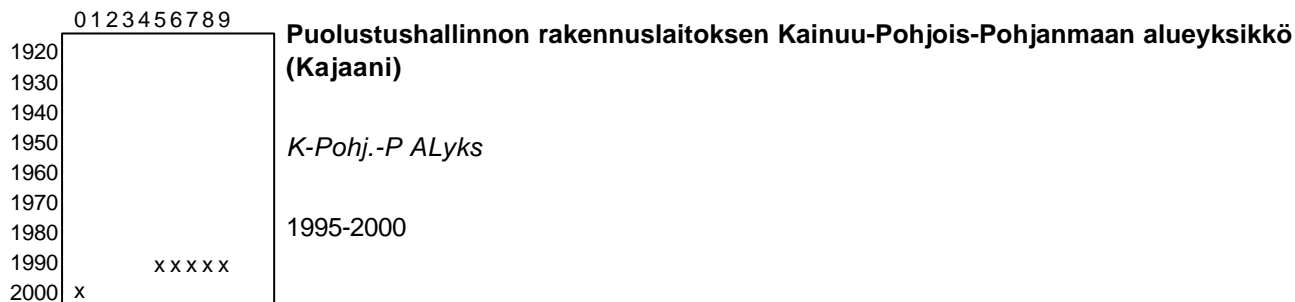 0123456789
1920
1930
1940
1950
1960
1970
1980
1990 xxxxx
2000 x
Puolustushallinnon rakennuslaitoksen Kainuu-Pohjois-Pohjanmaan alueyksikkö
(Kajaani)
K-Pohj.-P ALyks
1995-2000